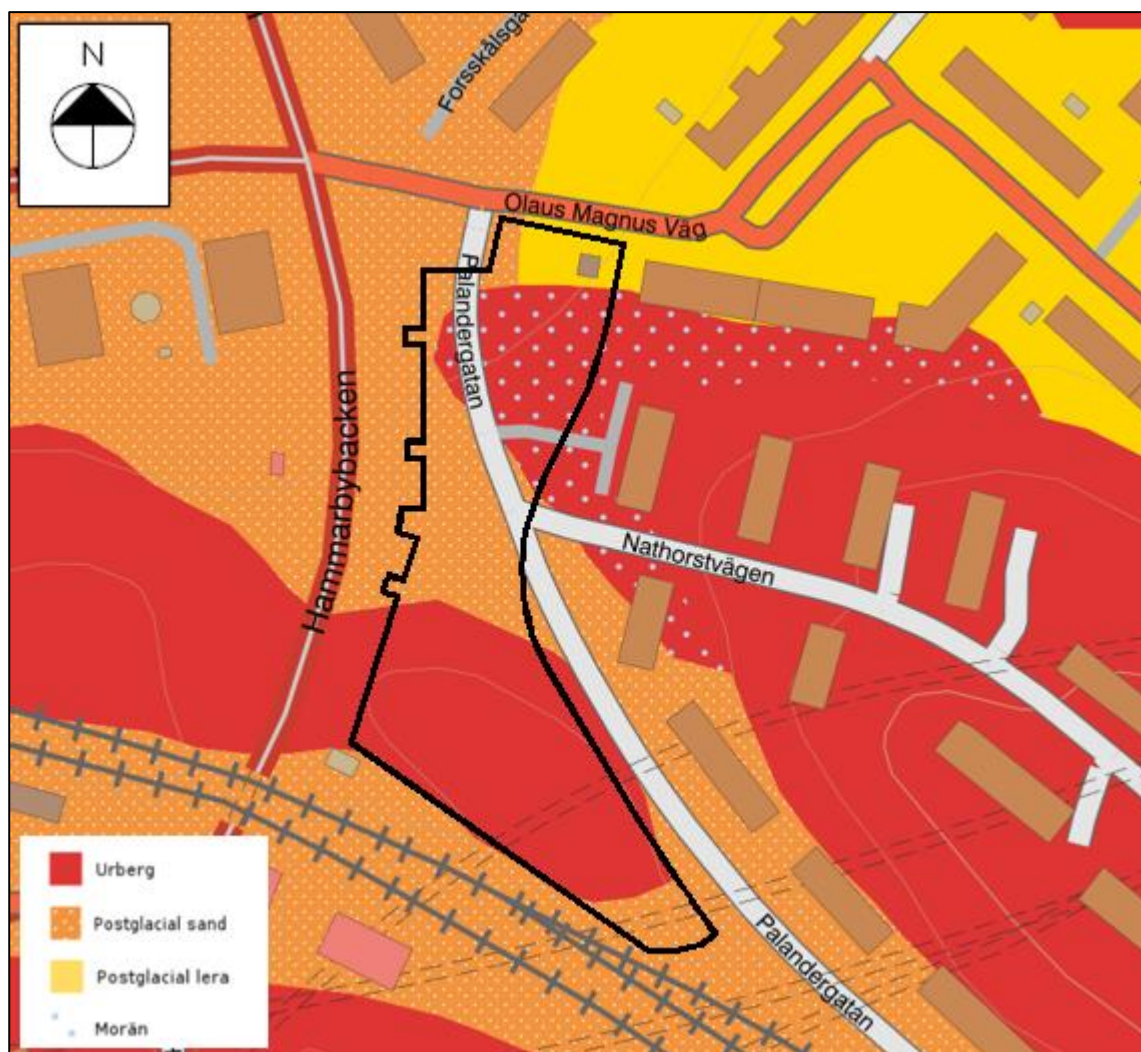 N
Forsskålsga
Olaus Magnus Väg
Palandergatan
Hammarbybacken
Nathorstvägen
Palandergatan
Urberg
Postglacial sand
Postglacial lera
Morän